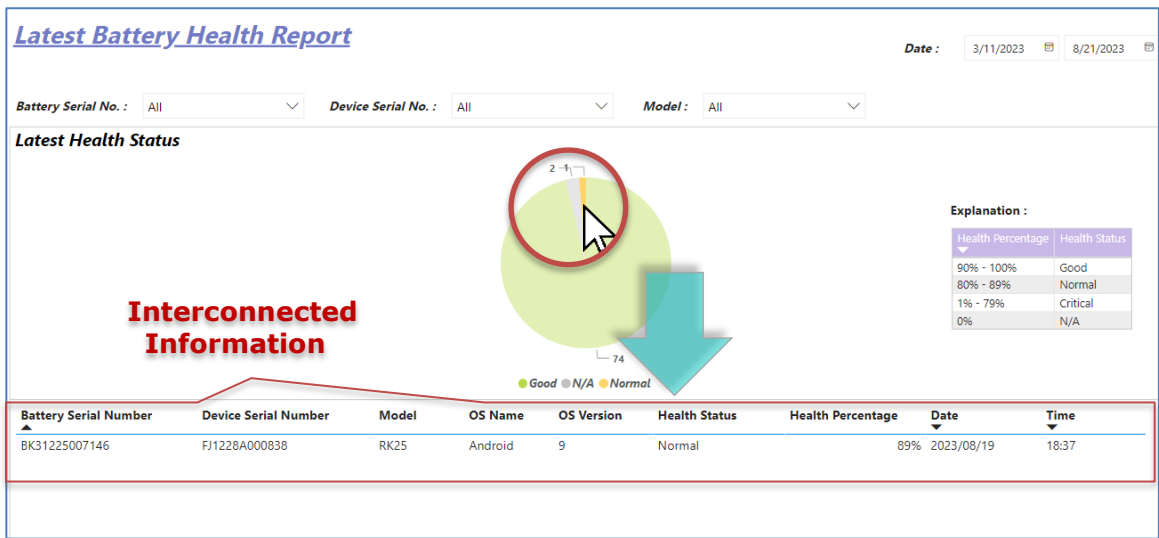 Latest Battery Health Report
Date : 3/11/2023 8/21/2023
Battery Serial No. : All Device Serial No. : All Model : All
Latest Health Status
2 1
Explanation :
Health Percentage Health Status
90% - 100% Good
80% - 89% Normal
1% - 79% Critical
0% N/A
Interconnected
Information
74
Good N/A Normal
Battery Serial Number Device Serial Number Model OS Name OS Version Health Status Health Percentage Date Time
BK31225007146 FJ1228A000838 RK25 Android 9 Normal 89% 2023/08/19 18:37